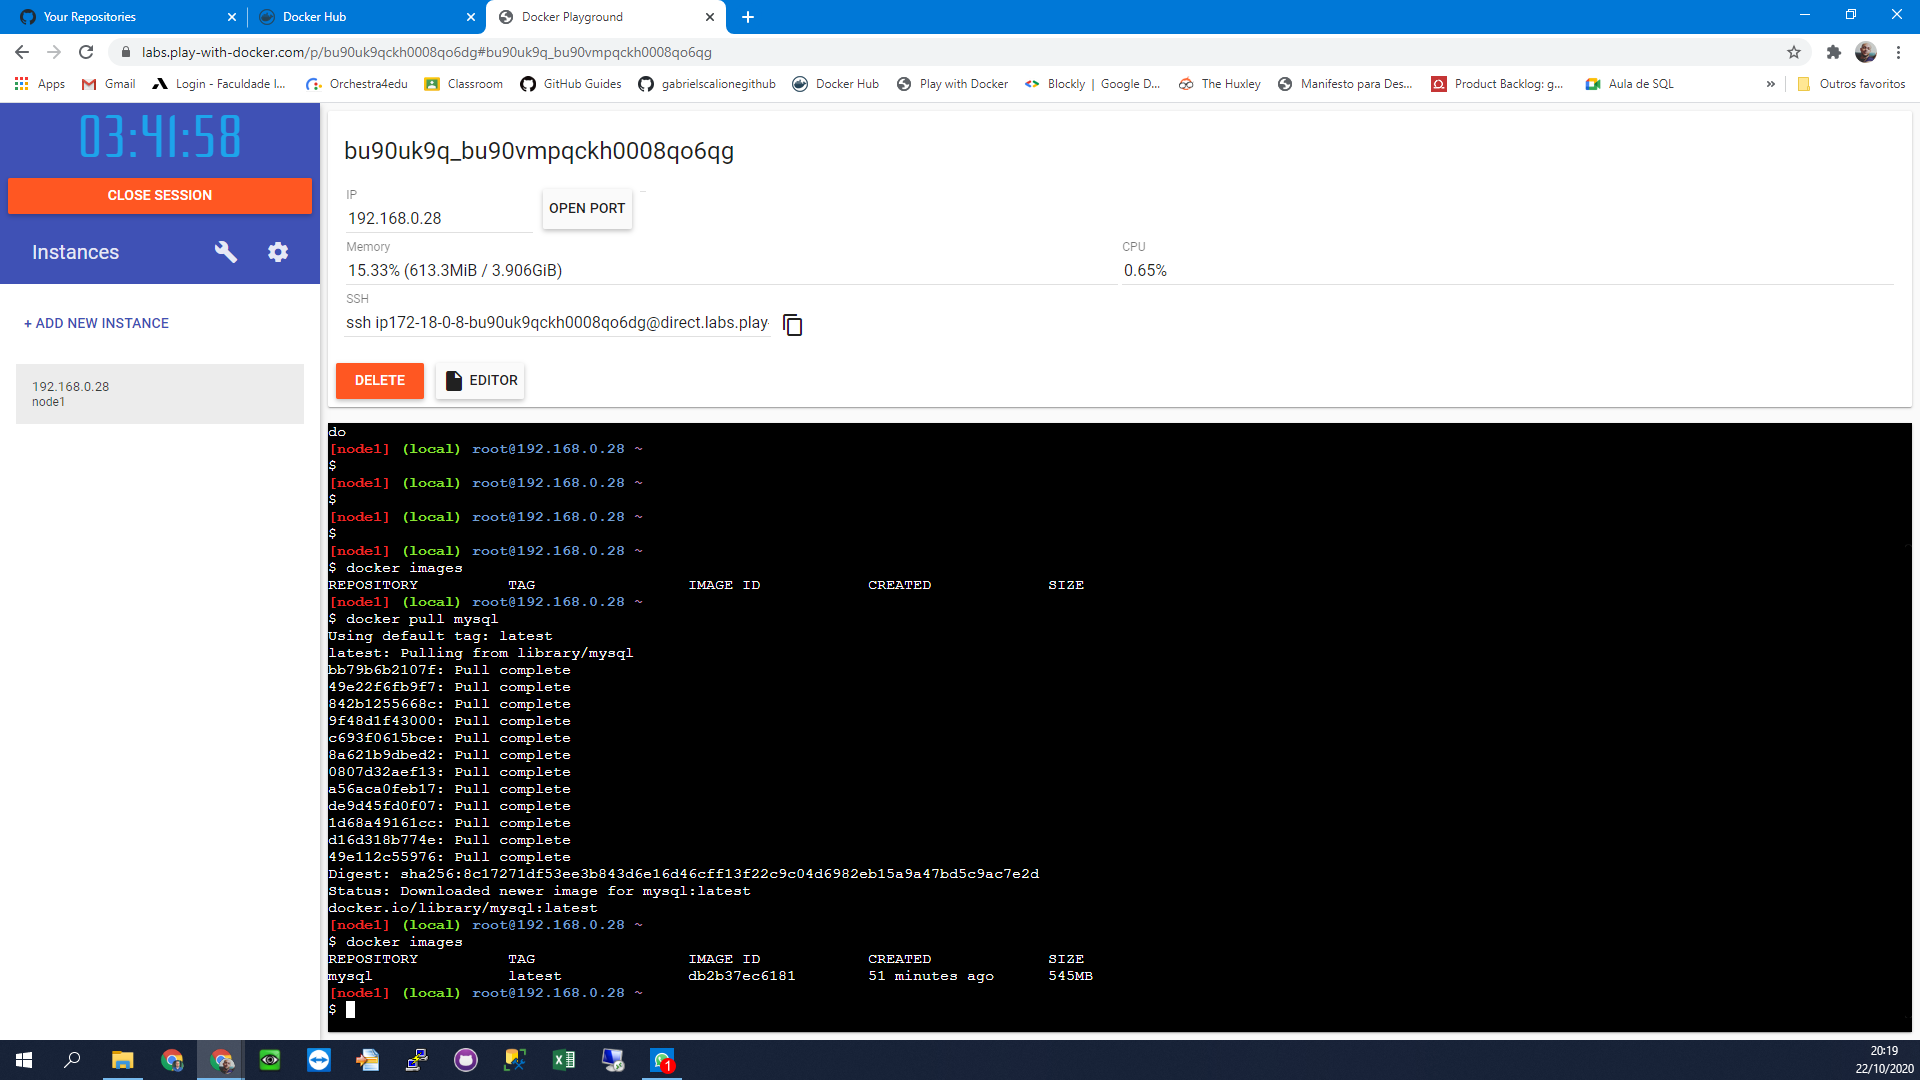 Your Repositories
Docker Hub
Docker Playground
labs.play-with-docker.com/p/bu90uk9qckh0008qo6dg#bu90uk9q_bu90vmpqckh0008qo6qg
Apps Gmail Login - Faculdade I... Orchestra4edu Classroom GitHub Guides gabrielscalionegithub Docker Hub Play with Docker Blockly | Google D... The Huxley Manifesto para Des... Product Backlog: g... Aula de SQL » Outros favoritos
03:41:58
CLOSE SESSION
Instances
+ ADD NEW INSTANCE
192.168.0.28
node1
bu90uk9q_bu90vmpqckh0008qo6qg
IP
192.168.0.28
OPEN PORT
Memory
15.33% (613.3MiB / 3.906GiB)
CPU
0.65%
SSH
ssh ip172-18-0-8-bu90uk9qckh0008qo6dg@direct.labs.play-
DELETE
EDITOR
do
[node1] (local) root@192.168.0.28 ~
$
[node1] (local) root@192.168.0.28 ~
$
[node1] (local) root@192.168.0.28 ~
$
[node1] (local) root@192.168.0.28 ~
$ docker images
REPOSITORY TAG IMAGE ID CREATED SIZE
[node1] (local) root@192.168.0.28 ~
$ docker pull mysql
Using default tag: latest
latest: Pulling from library/mysql
bb79b6b2107f: Pull complete
49e22f6fb9f7: Pull complete
842b1255668c: Pull complete
9f48d1f43000: Pull complete
c693f0615bce: Pull complete
8a621b9dbed2: Pull complete
0807d32aef13: Pull complete
a56aca0feb17: Pull complete
de9d45fd0f07: Pull complete
1d68a49161cc: Pull complete
d16d318b774e: Pull complete
49e112c55976: Pull complete
Digest: sha256:8c17271df53ee3b843d6e16d46cff13f22c9c04d6982eb15a9a47bd5c9ac7e2d
Status: Downloaded newer image for mysql:latest
docker.io/library/mysql:latest
[node1] (local) root@192.168.0.28 ~
$ docker images
REPOSITORY TAG IMAGE ID CREATED SIZE
mysql latest db2b37ec6181 51 minutes ago 545MB
[node1] (local) root@192.168.0.28 ~
$
1
20:19
22/10/2020